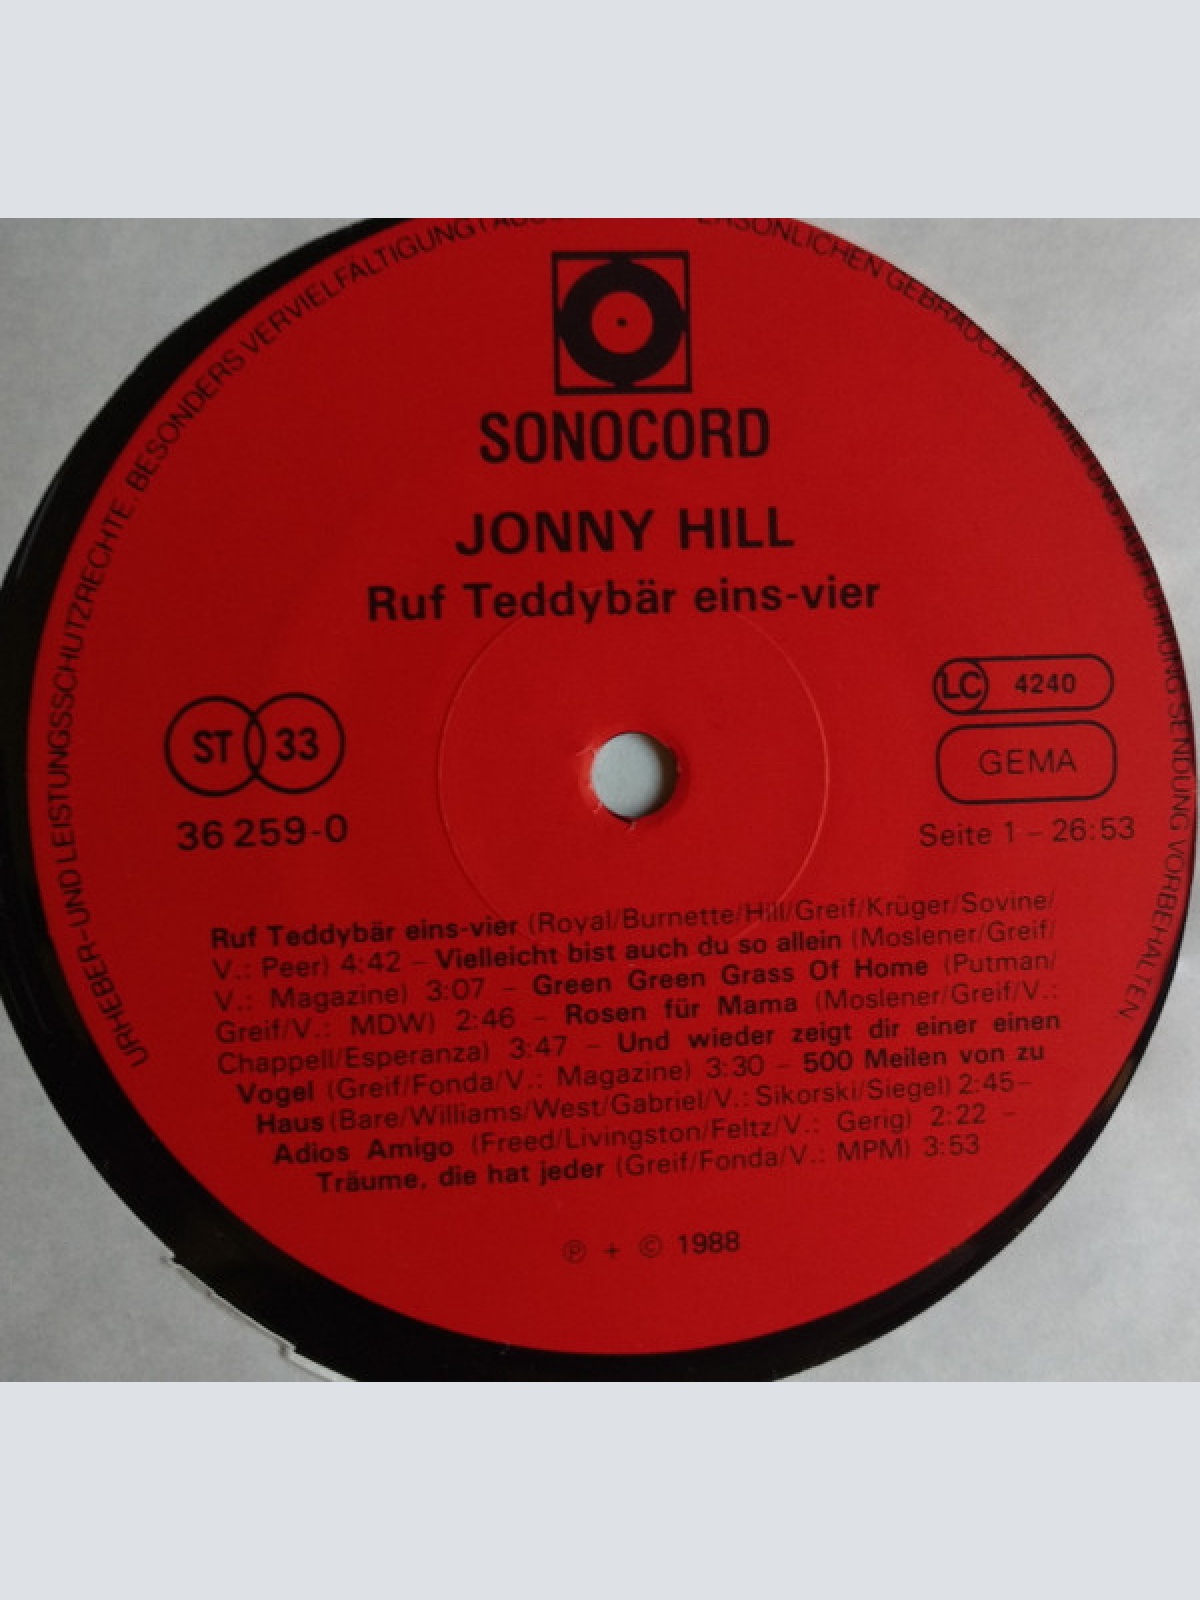 SONOCORD
JONNY HILL
Ruf Teddybär eins-vier
LC 4240
ST 33
GEMA
36 259-0
Seite 1 – 26:53
Ruf Teddybär eins-vier (Royal/Burnette/Hill/Greif/Krüger/Sovine/
V.: Peer) 4:42 – Vielleicht bist auch du so allein (Moslener/Greif/
V.: Magazine) 3:07 – Green Green Grass Of Home (Putman/
Greif/V.: MDW) 2:46 – Rosen für Mama (Moslener/Greif/V.:
Chappell/Esperanza) 3:47 – Und wieder zeigt dir einer einen
Vogel (Greif/Fonda/V.: Magazine) 3:30 – 500 Meilen von zu
Haus (Bare/Williams/West/Gabriel/V.: Sikorski/Siegel) 2:45–
Adios Amigo (Freed/Livingston/Feltz/V.: Gerig) 2:22 –
Träume, die hat jeder (Greif/Fonda/V.: MPM) 3:53
℗ + © 1988
URHEBER-UND LEISTUNGSSCHUTZRECHTE. BESONDERS VERVIELFÄLTIGUNG GEBRAUCH) VERMIETUNG AUFFÜHRUNG SENDUNG VORBEHALTEN